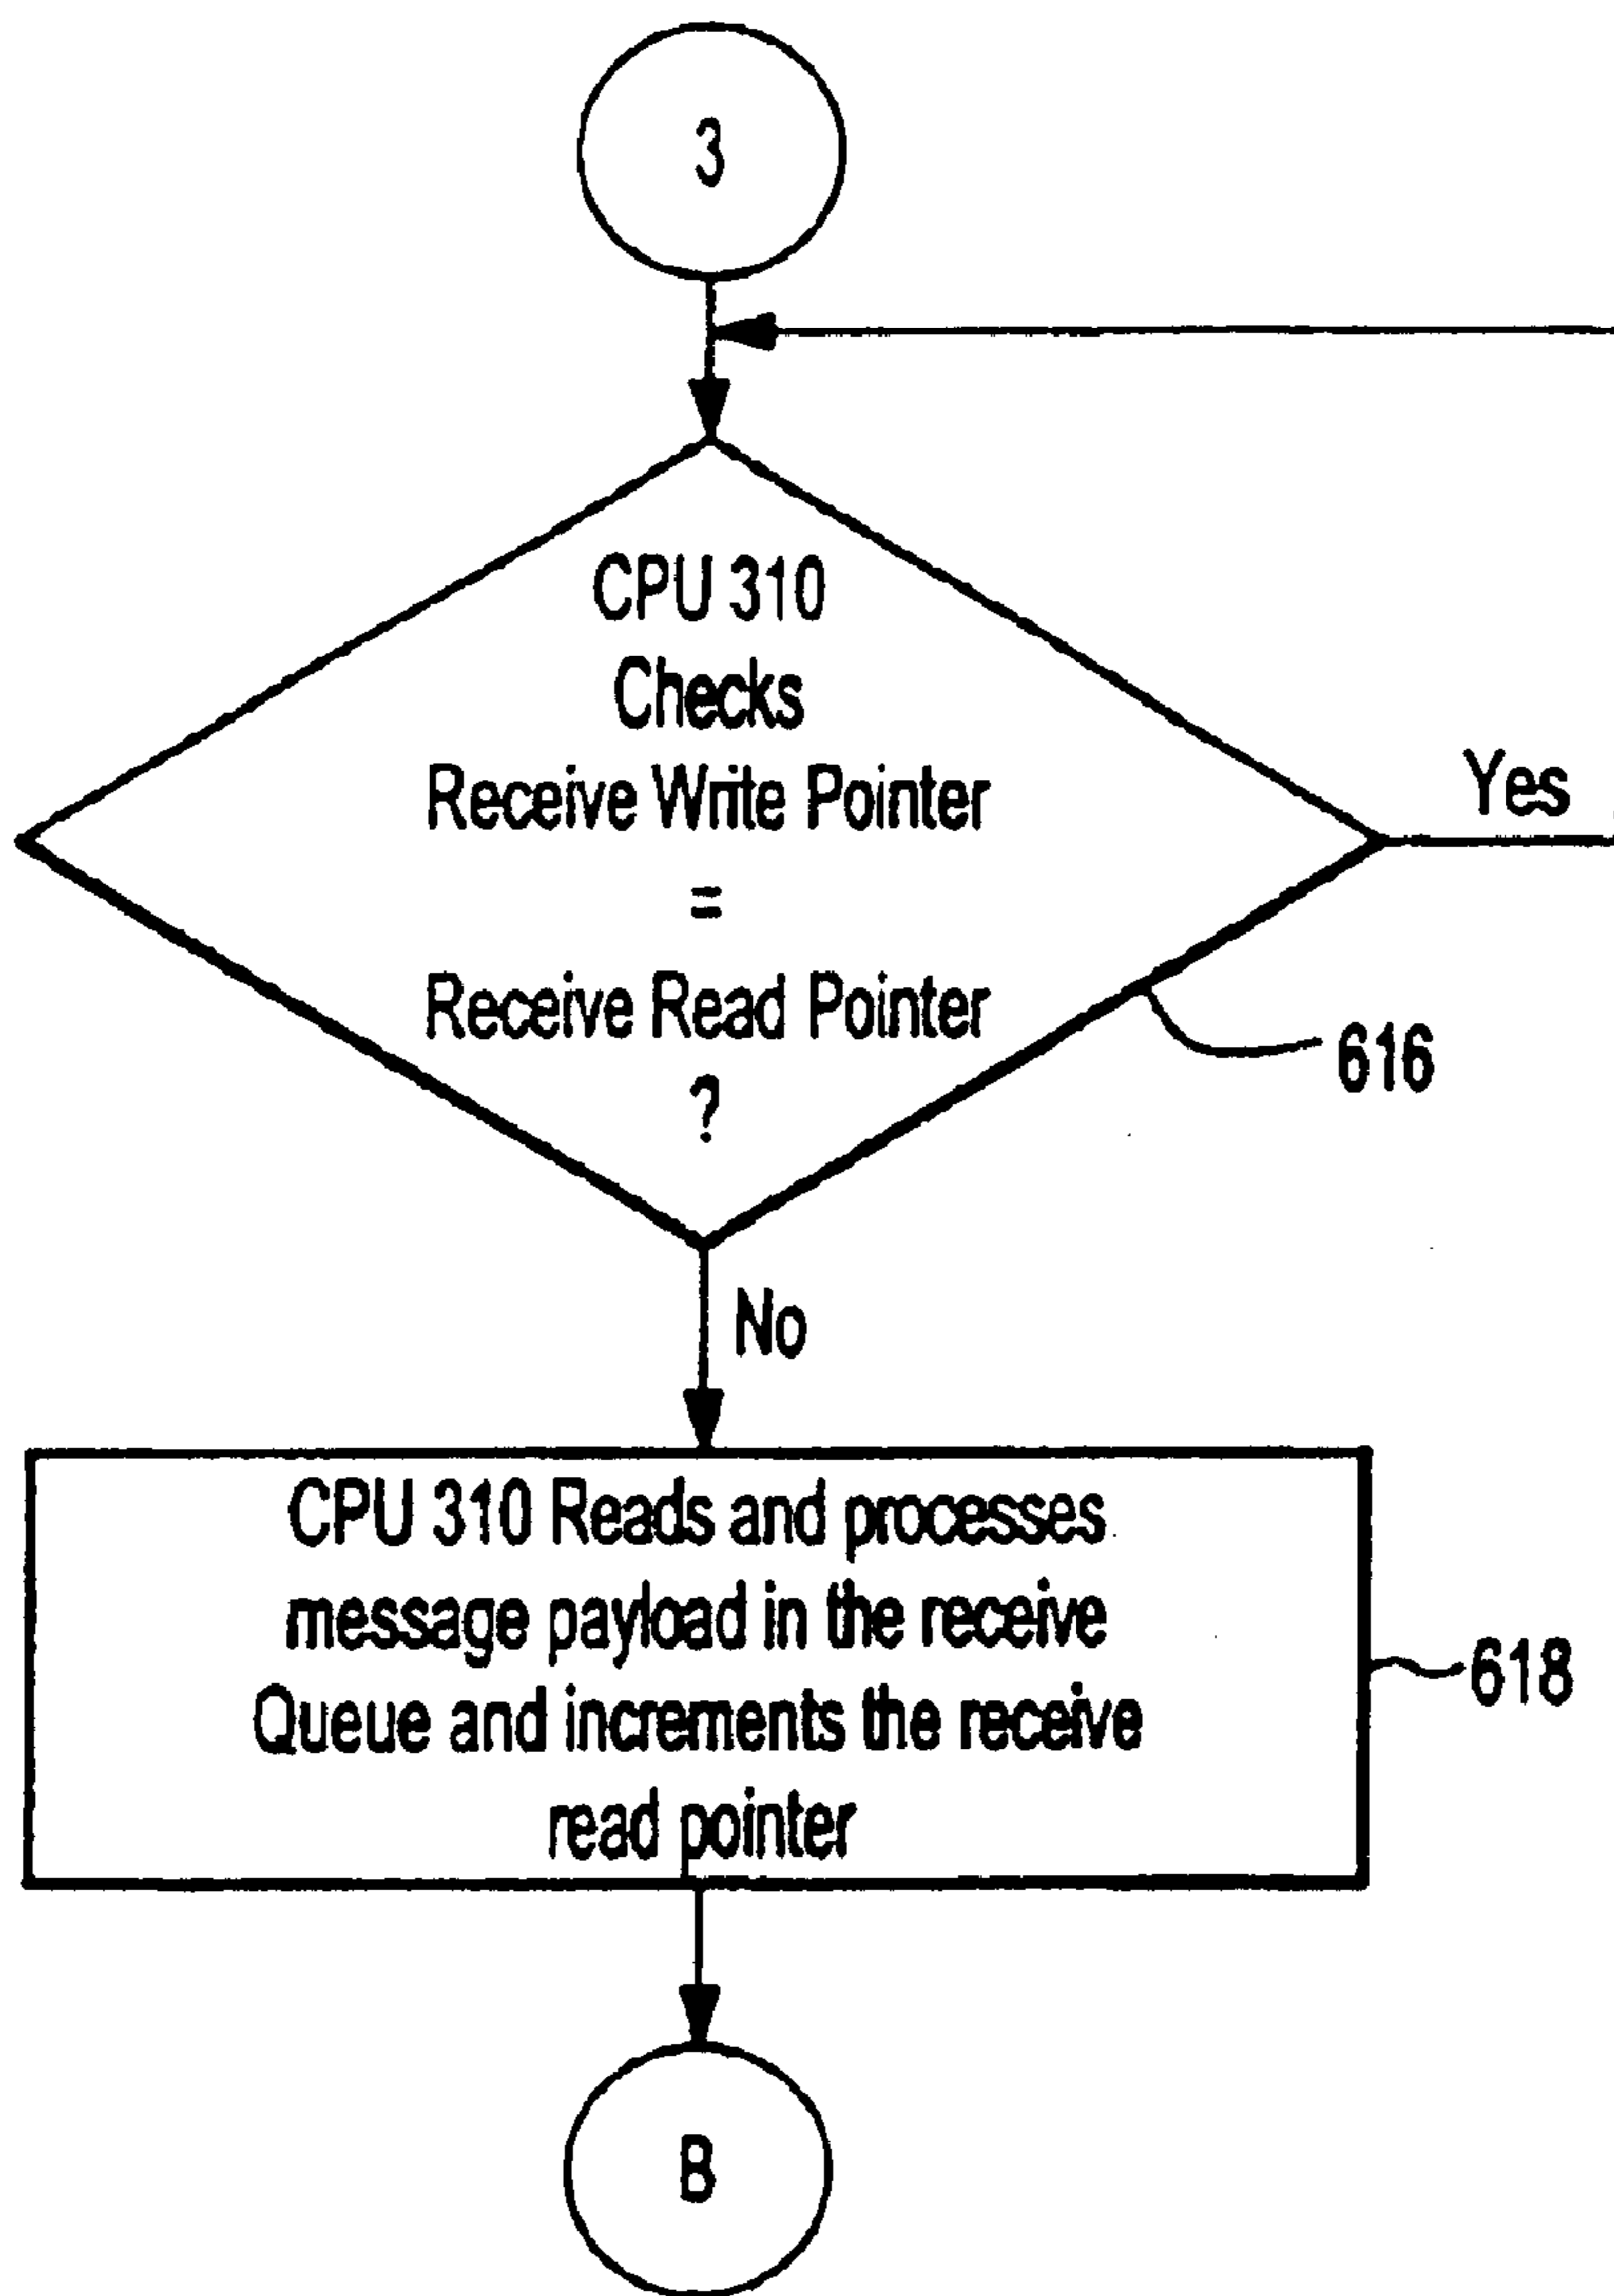 3
CPU 310
Checks
Receive Write Pointer
Yes
=
Receive Read Pointer
616
?
No
CPU 310 Reads and processes
message payload in the receive
618
Queue and increments the receive
read pointer
B